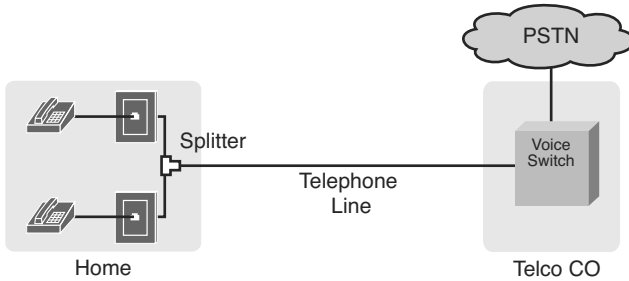 PSTN
Splitter
Voice
Switch
Telephone
Line
Home
Telco CO